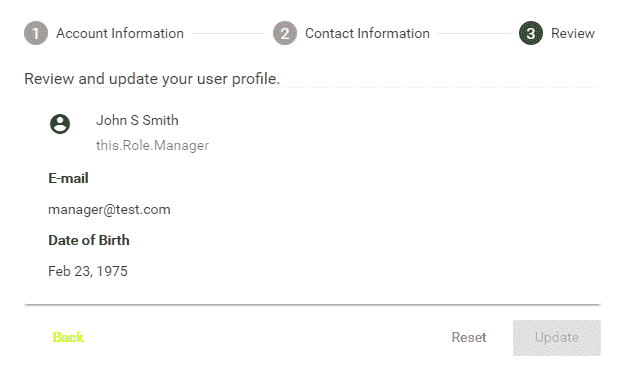 1 Account Information 2 Contact Information 3 Review
Review and update your user profile.
John S Smith
this.Role.Manager
E-mail
manager@test.com
Date of Birth
Feb 23, 1975
Back Reset Update